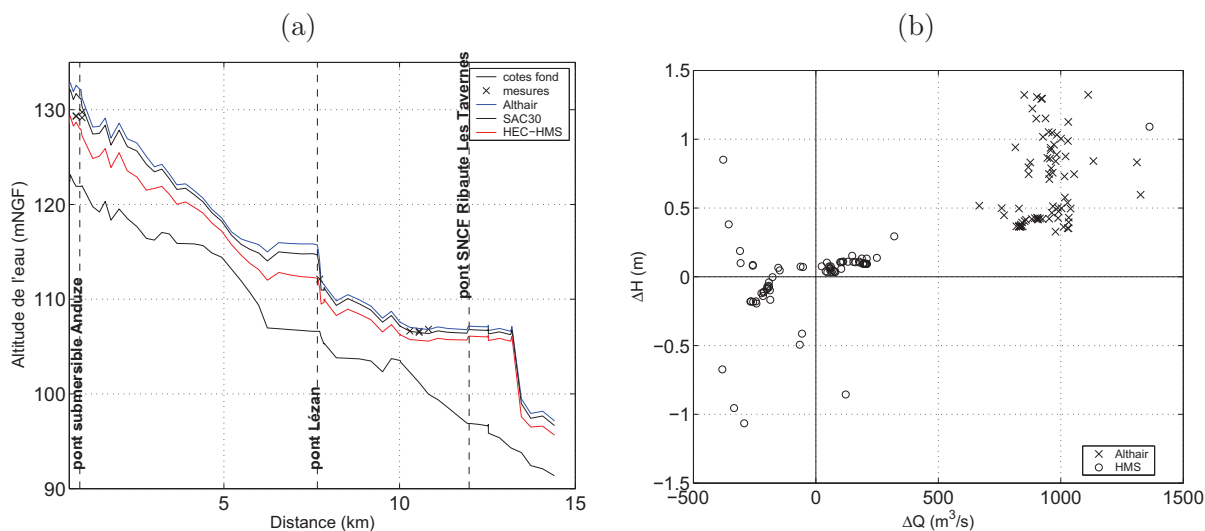 (a)
Altitude de l'eau (mNGF)
130
120
110
100
90
pont submersible Anduze
pont Lézan
pont SNCF Ribaute Les Tavernes
cotes fond
mesures
Althair
SAC30
HEC−HMS
5
10
15
Distance (km)
(b)
ΔH (m)
1.5
1
0.5
0
−0.5
−1
−1.5
Althair
HMS
−500
0
500
1000
1500
ΔQ (m³/s)